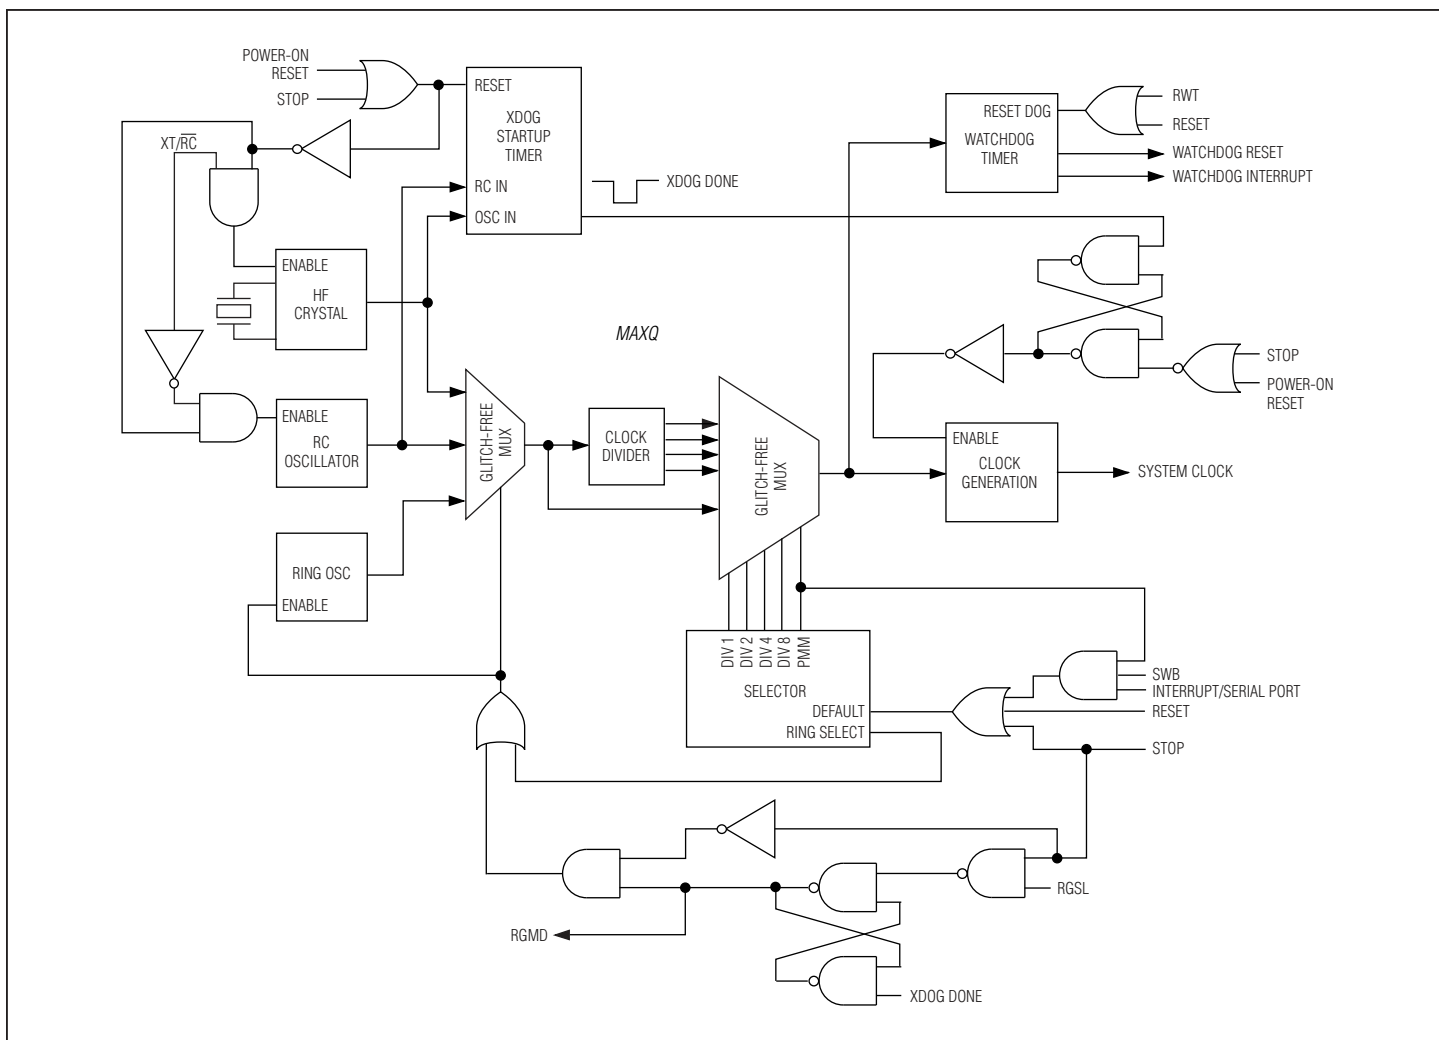 POWER-ON
RESET
STOP
XT/R̅C̅
RESET
XDOG
STARTUP
TIMER
RC IN
OSC IN
XDOG DONE
RESET DOG
WATCHDOG
TIMER
RWT
RESET
WATCHDOG RESET
WATCHDOG INTERRUPT
ENABLE
HF
CRYSTAL
MAXQ
STOP
POWER-ON
RESET
ENABLE
RC
OSCILLATOR
GLITCH-FREE
MUX
CLOCK
DIVIDER
GLITCH-FREE
MUX
ENABLE
CLOCK
GENERATION
SYSTEM CLOCK
RING OSC
ENABLE
DIV 1
DIV 2
DIV 4
DIV 8
PMM
SELECTOR
DEFAULT
RING SELECT
SWB
INTERRUPT/SERIAL PORT
RESET
STOP
RGSL
RGMD
XDOG DONE